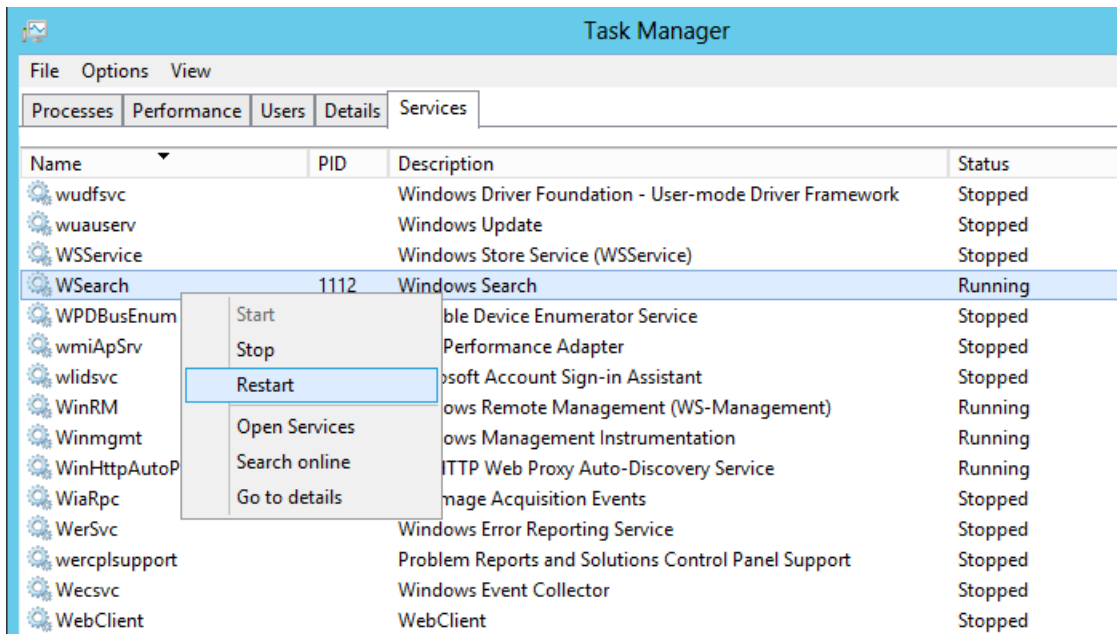 Task Manager
File Options View
Processes Performance Users Details Services
Name PID Description Status
wudfsvc Windows Driver Foundation - User-mode Driver Framework Stopped
wuauserv Windows Update Stopped
WSService Windows Store Service (WSService) Stopped
WSearch 1112 Windows Search Running
WPDBusEnum Start ble Device Enumerator Service Stopped
wmiApSrv Stop Performance Adapter Stopped
wlidsvc Restart osoft Account Sign-in Assistant Stopped
WinRM ows Remote Management (WS-Management) Running
Winmgmt Open Services ows Management Instrumentation Running
WinHttpAutoP Search online TTP Web Proxy Auto-Discovery Service Running
WiaRpc Go to details mage Acquisition Events Stopped
WerSvc Windows Error Reporting Service Stopped
wercplsupport Problem Reports and Solutions Control Panel Support Stopped
Wecsvc Windows Event Collector Stopped
WebClient WebClient Stopped